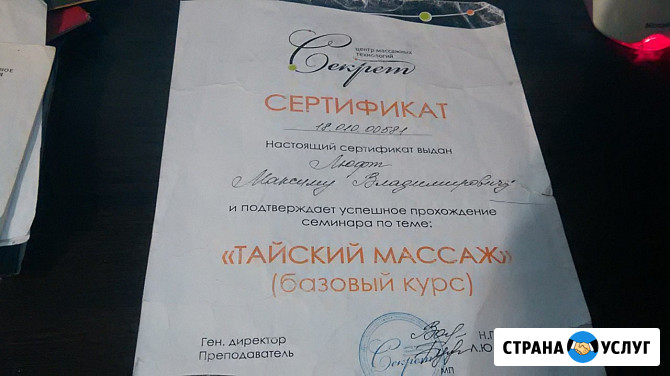 центр массажных
технологий
Секрет
СЕРТИФИКАТ
18.010.00581
Настоящий сертификат выдан
Люфт
Максиму Владимировичу
и подтверждает успешное прохождение
семинара по теме:
«ТАЙСКИЙ МАССАЖ»
(базовый курс)
Ген. директор
Преподаватель
Секрет
МП
СТРАНА УСЛУГ